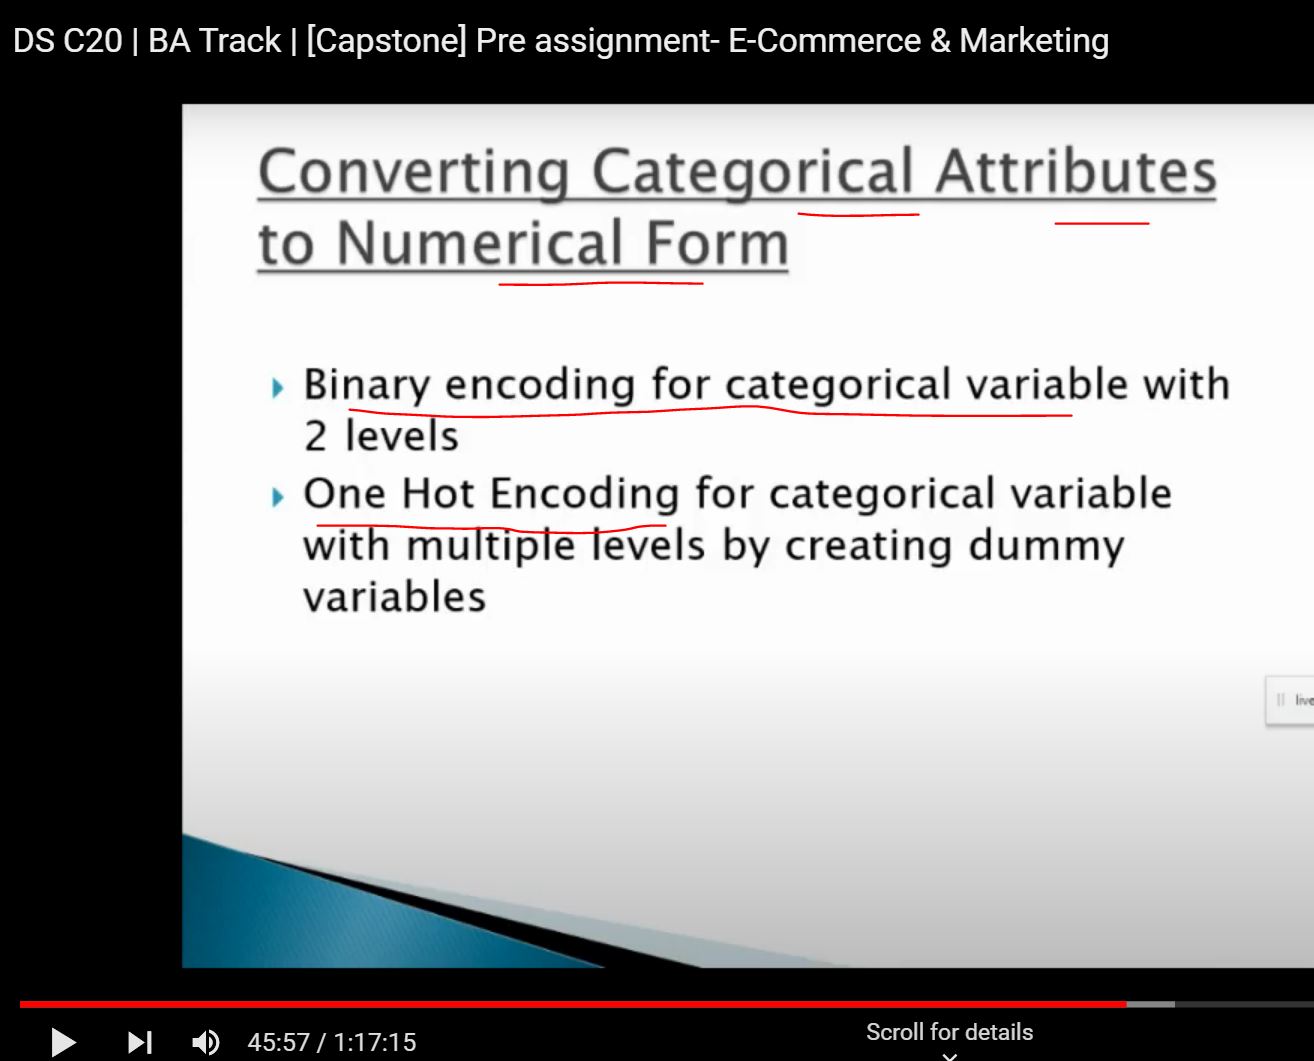 DS C20 | BA Track | [Capstone] Pre assignment- E-Commerce & Marketing
Converting Categorical Attributes
to Numerical Form
Binary encoding for categorical variable with
2 levels
One Hot Encoding for categorical variable
with multiple levels by creating dummy
variables
live
45:57 / 1:17:15
Scroll for details